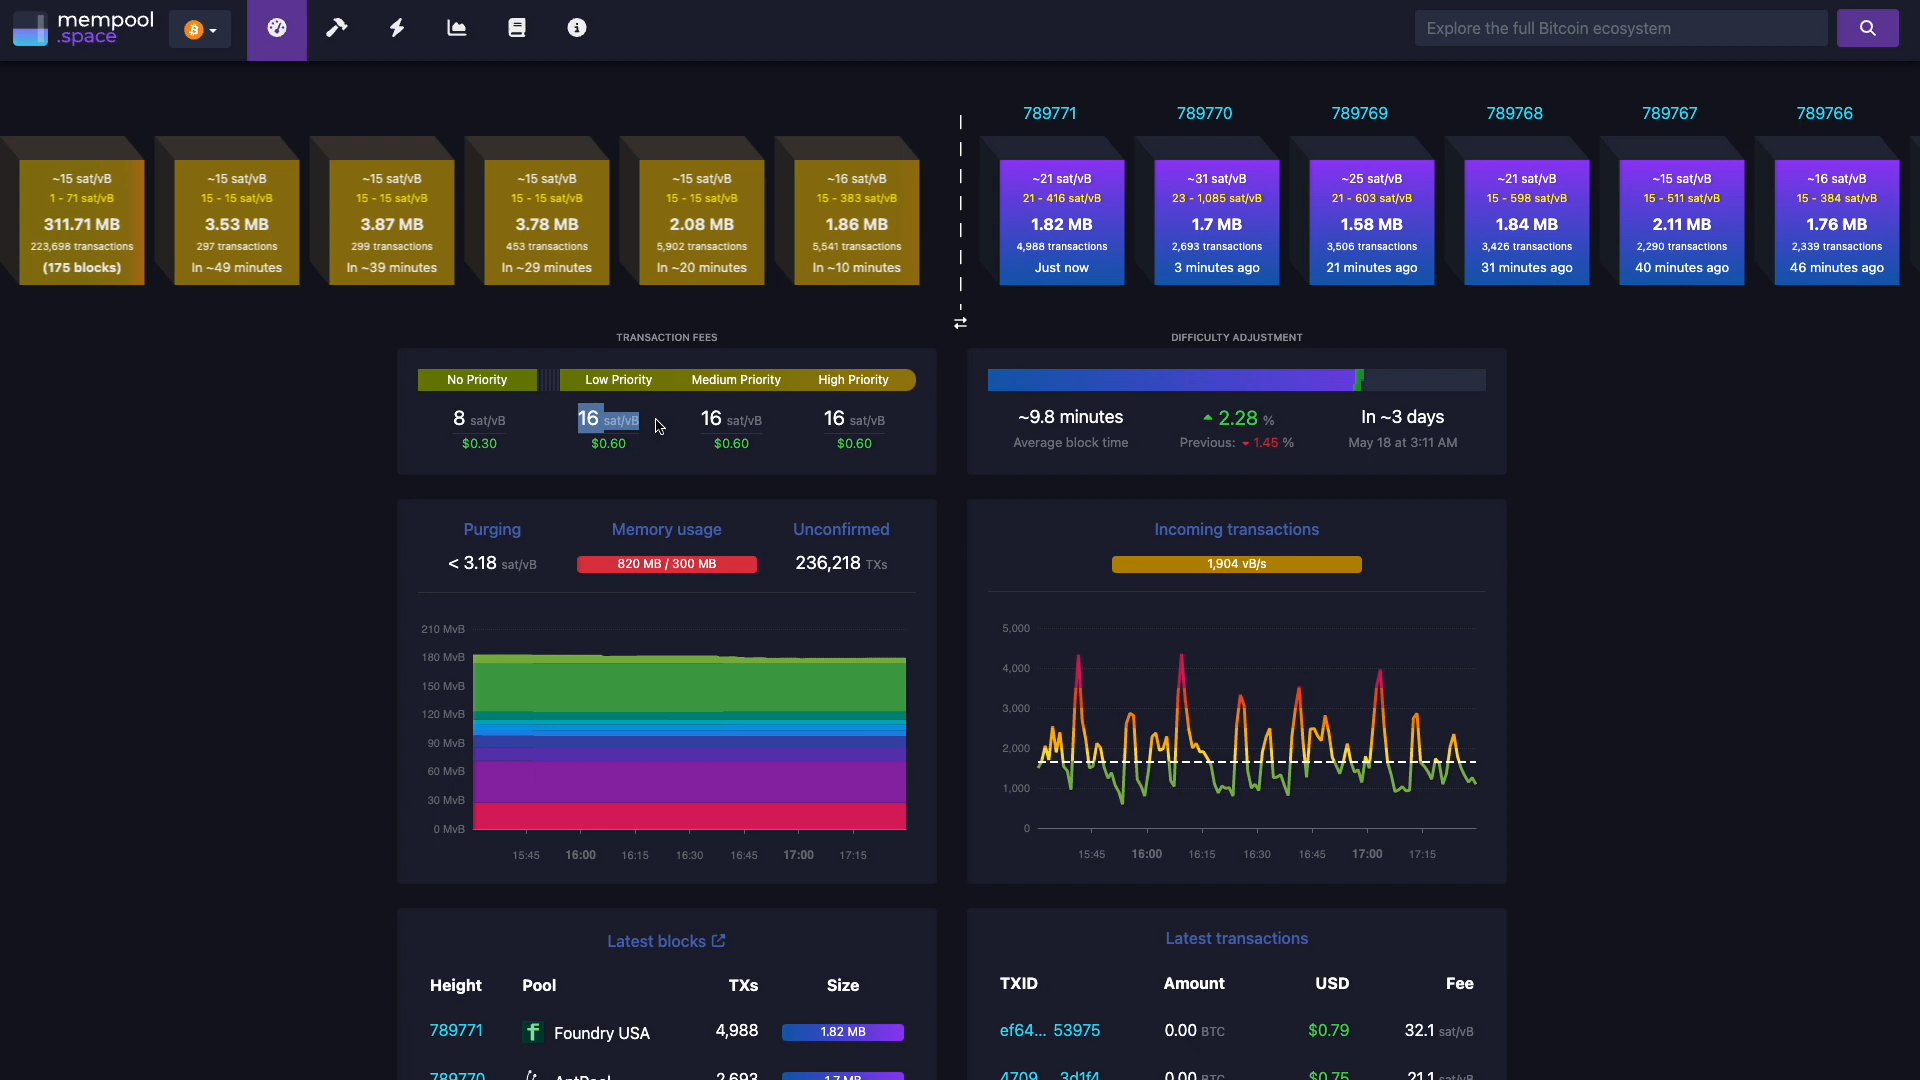 mempool
.space
Explore the full Bitcoin ecosystem
789771
789770
789769
789768
789767
789766
~15 sat/vB
1 - 71 sat/vB
311.71 MB
223,698 transactions
(175 blocks)
~15 sat/vB
15 - 15 sat/vB
3.53 MB
297 transactions
In ~49 minutes
~15 sat/vB
15 - 15 sat/vB
3.87 MB
299 transactions
In ~39 minutes
~15 sat/vB
15 - 15 sat/vB
3.78 MB
453 transactions
In ~29 minutes
~15 sat/vB
15 - 15 sat/vB
2.08 MB
5,902 transactions
In ~20 minutes
~16 sat/vB
15 - 383 sat/vB
1.86 MB
5,541 transactions
In ~10 minutes
~21 sat/vB
21 - 416 sat/vB
1.82 MB
4,988 transactions
Just now
~31 sat/vB
23 - 1,085 sat/vB
1.7 MB
2,693 transactions
3 minutes ago
~25 sat/vB
21 - 603 sat/vB
1.58 MB
3,506 transactions
21 minutes ago
~21 sat/vB
15 - 598 sat/vB
1.84 MB
3,426 transactions
31 minutes ago
~15 sat/vB
15 - 511 sat/vB
2.11 MB
2,290 transactions
40 minutes ago
~16 sat/vB
15 - 384 sat/vB
1.76 MB
2,339 transactions
46 minutes ago
TRANSACTION FEES
No Priority
Low Priority
Medium Priority
High Priority
8 sat/vB
16 sat/vB
16 sat/vB
16 sat/vB
$0.30
$0.60
$0.60
$0.60
DIFFICULTY ADJUSTMENT
~9.8 minutes
2.28 %
In ~3 days
Average block time
Previous: 1.45 %
May 18 at 3:11 AM
Purging
Memory usage
Unconfirmed
< 3.18 sat/vB
820 MB / 300 MB
236,218 TXs
210 MvB
180 MvB
150 MvB
120 MvB
90 MvB
60 MvB
30 MvB
0 MvB
15:45
16:00
16:15
16:30
16:45
17:00
17:15
Incoming transactions
1,904 vB/s
5,000
4,000
3,000
2,000
1,000
0
15:45
16:00
16:15
16:30
16:45
17:00
17:15
Latest blocks
Height Pool TXs Size
789771 Foundry USA 4,988 1.82 MB
789770 AntPool 2,693 1.7 MB
Latest transactions
TXID Amount USD Fee
ef64... 53975 0.00 BTC $0.79 32.1 sat/vB
4709... 3d1f4 0.00 BTC $0.75 21.1 sat/vB